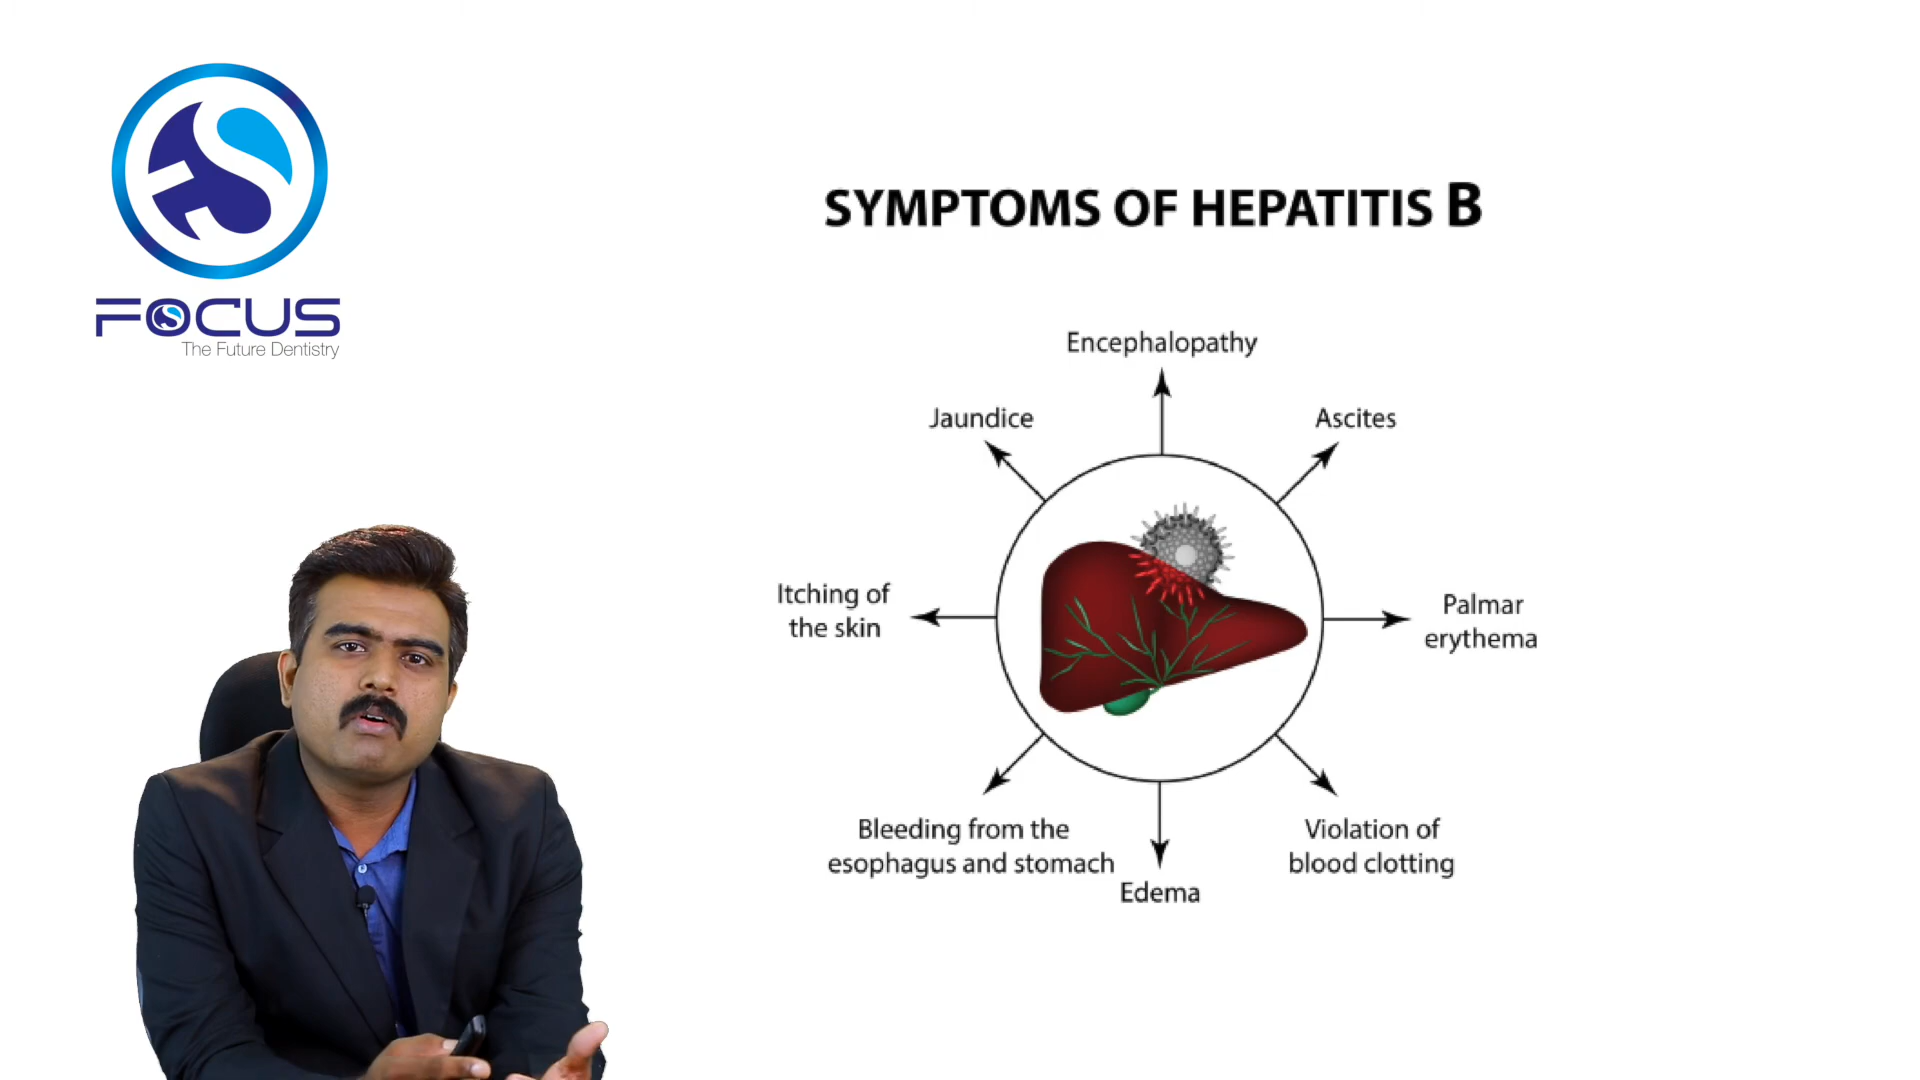 FOCUS
The Future Dentistry
SYMPTOMS OF HEPATITIS B
Encephalopathy
Jaundice
Ascites
Itching of
the skin
Palmar
erythema
Bleeding from the
esophagus and stomach
Edema
Violation of
blood clotting